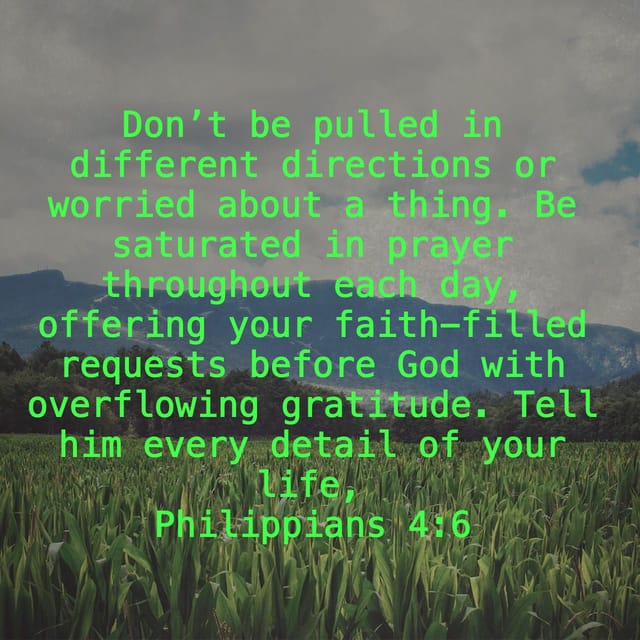 Don’t be pulled in
different directions or
worried about a thing. Be
saturated in prayer
throughout each day,
offering your faith–filled
requests before God with
overflowing gratitude. Tell
him every detail of your
life,
Philippians 4:6